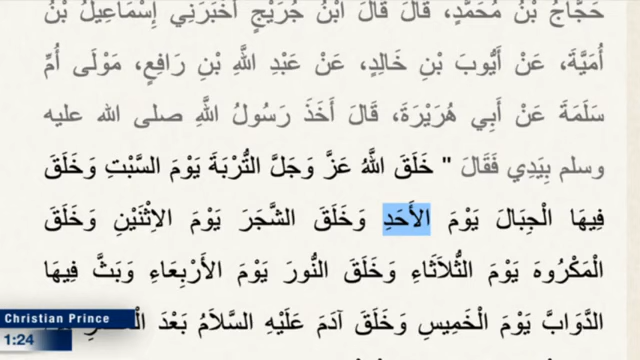 حَجَّاجُ بْنُ مُحَمَّدٍ، قَالَ قَالَ ابْنُ جُرَيْجٍ أَخْبَرَنِي إِسْمَاعِيلُ بْنُ
أُمَيَّةَ، عَنْ أَيُّوبَ بْنِ خَالِدٍ، عَنْ عَبْدِ اللَّهِ بْنِ رَافِعٍ، مَوْلَى أُمِّ
سَلَمَةَ عَنْ أَبِي هُرَيْرَةَ، قَالَ أَخَذَ رَسُولُ اللَّهِ صلى الله عليه
وسلم بِيَدِي فَقَالَ " خَلَقَ اللَّهُ عَزَّ وَجَلَّ التُّرْبَةَ يَوْمَ السَّبْتِ وَخَلَقَ
فِيهَا الْجِبَالَ يَوْمَ الأَحَدِ وَخَلَقَ الشَّجَرَ يَوْمَ الاِثْنَيْنِ وَخَلَقَ
الْمَكْرُوهَ يَوْمَ الثُّلاَثَاءِ وَخَلَقَ النُّورَ يَوْمَ الأَرْبِعَاءِ وَبَثَّ فِيهَا
الدَّوَابَّ يَوْمَ الْخَمِيسِ وَخَلَقَ آدَمَ عَلَيْهِ السَّلاَمُ بَعْدَ
Christian Prince
1:24